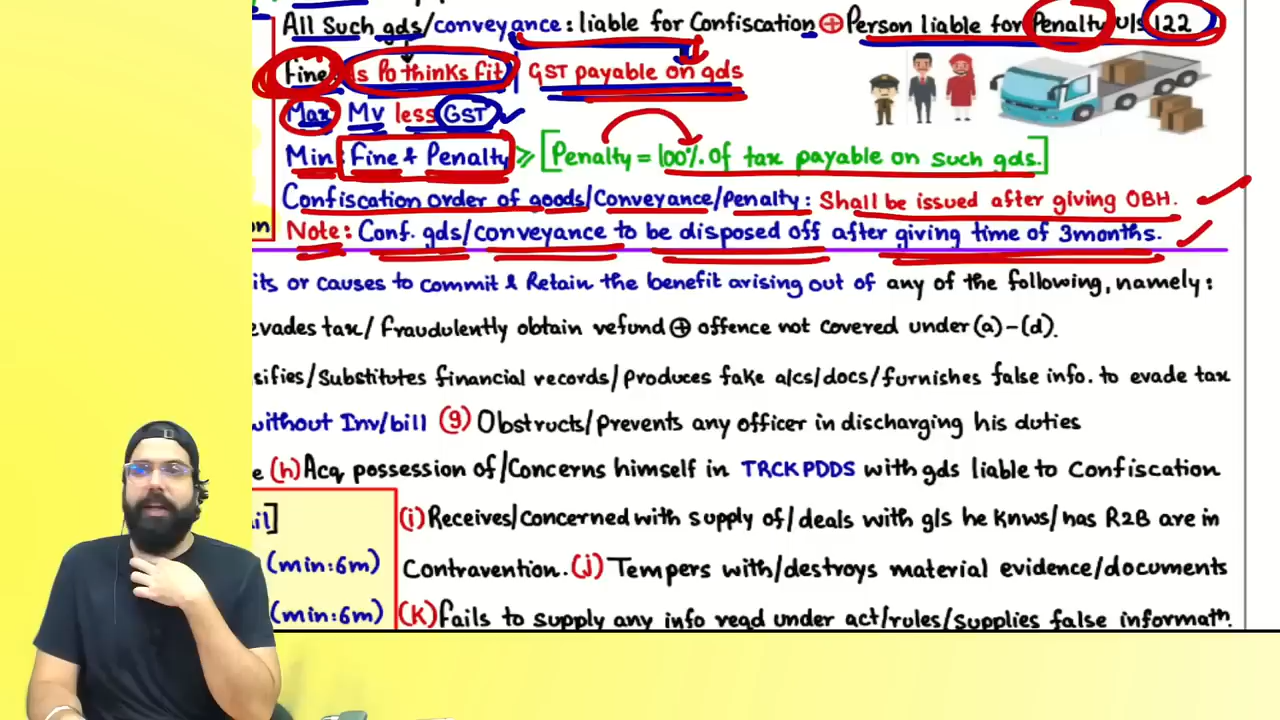 All Such gds/conveyance: liable for Confiscation ⊕ Person liable for Penalty u/s 122
Fine as Po thinks fit | GST payable on gds
Max MV less GST
Min: Fine & Penalty ≥ [Penalty = 100% of tax payable on such gds.]
Confiscation order of goods/Conveyance/Penalty: Shall be issued after giving OBH.
on
Note: Conf. gds/conveyance to be disposed off after giving time of 3months.
its or causes to commit & Retain the benefit arising out of any of the following, namely:
evades tax/fraudulently obtain refund ⊕ offence not covered under (a)-(d).
sifies/Substitutes financial records/Produces fake a/cs/docs/furnishes false info. to evade tax
without Inv/bill (g) Obstructs/Prevents any officer in discharging his duties
e (h) Acq possession of/Concerns himself in TRCKPDDS with gds liable to Confiscation
ail] (i) Receives/Concerned with supply of/deals with g/s he Knws/has R2B are in
(min:6m) Contravention. (j) Tempers with/destroys material evidence/documents
(min:6m) (K) Fails to supply any info reqd under act/rules/supplies false informatn.